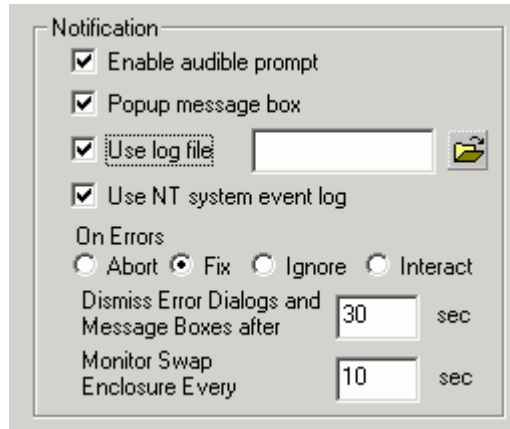 Notification
Enable audible prompt
Popup message box
Use log file
Use NT system event log
On Errors
Abort Fix Ignore Interact
Dismiss Error Dialogs and
Message Boxes after 30 sec
Monitor Swap
Enclosure Every 10 sec